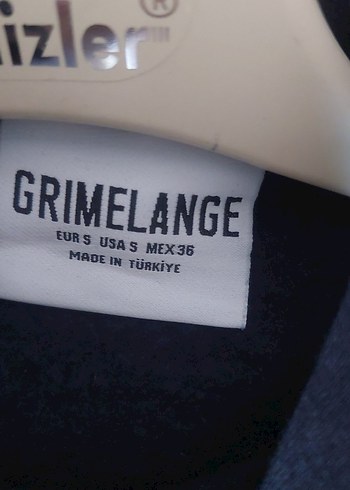 izler®
GRIMELANGE
EUR S USA S MEX 36
MADE IN TÜRKİYE